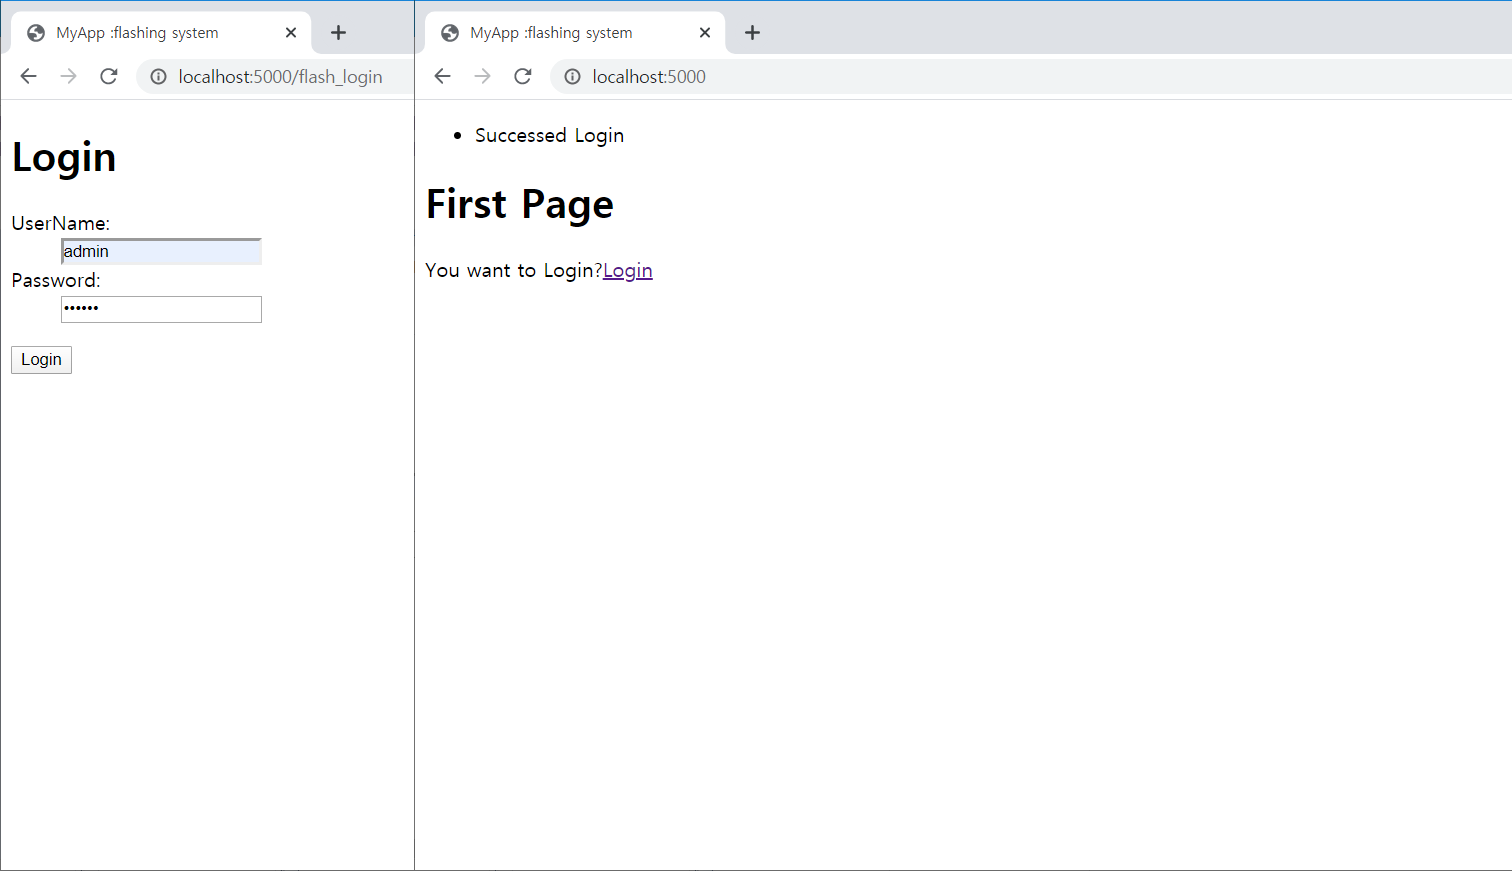 MyApp :flashing system
localhost:5000/flash_login
Login
UserName:
admin
Password:
••••••
Login
MyApp :flashing system
localhost:5000
• Successed Login
First Page
You want to Login?Login